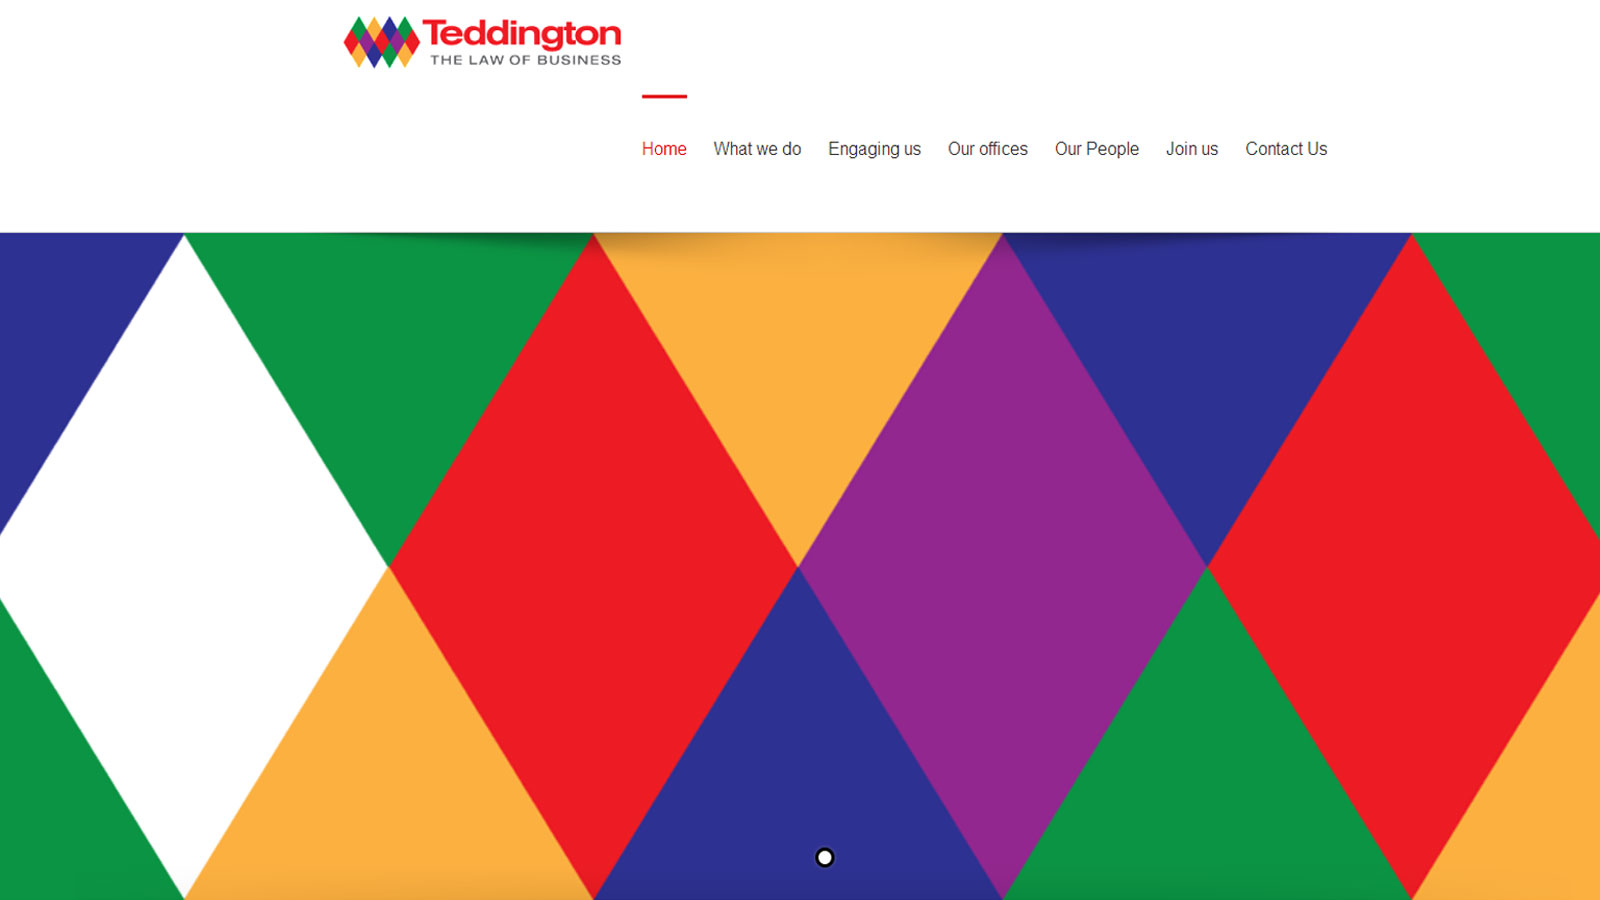 Teddington
THE LAW OF BUSINESS
Home What we do Engaging us Our offices Our People Join us Contact Us